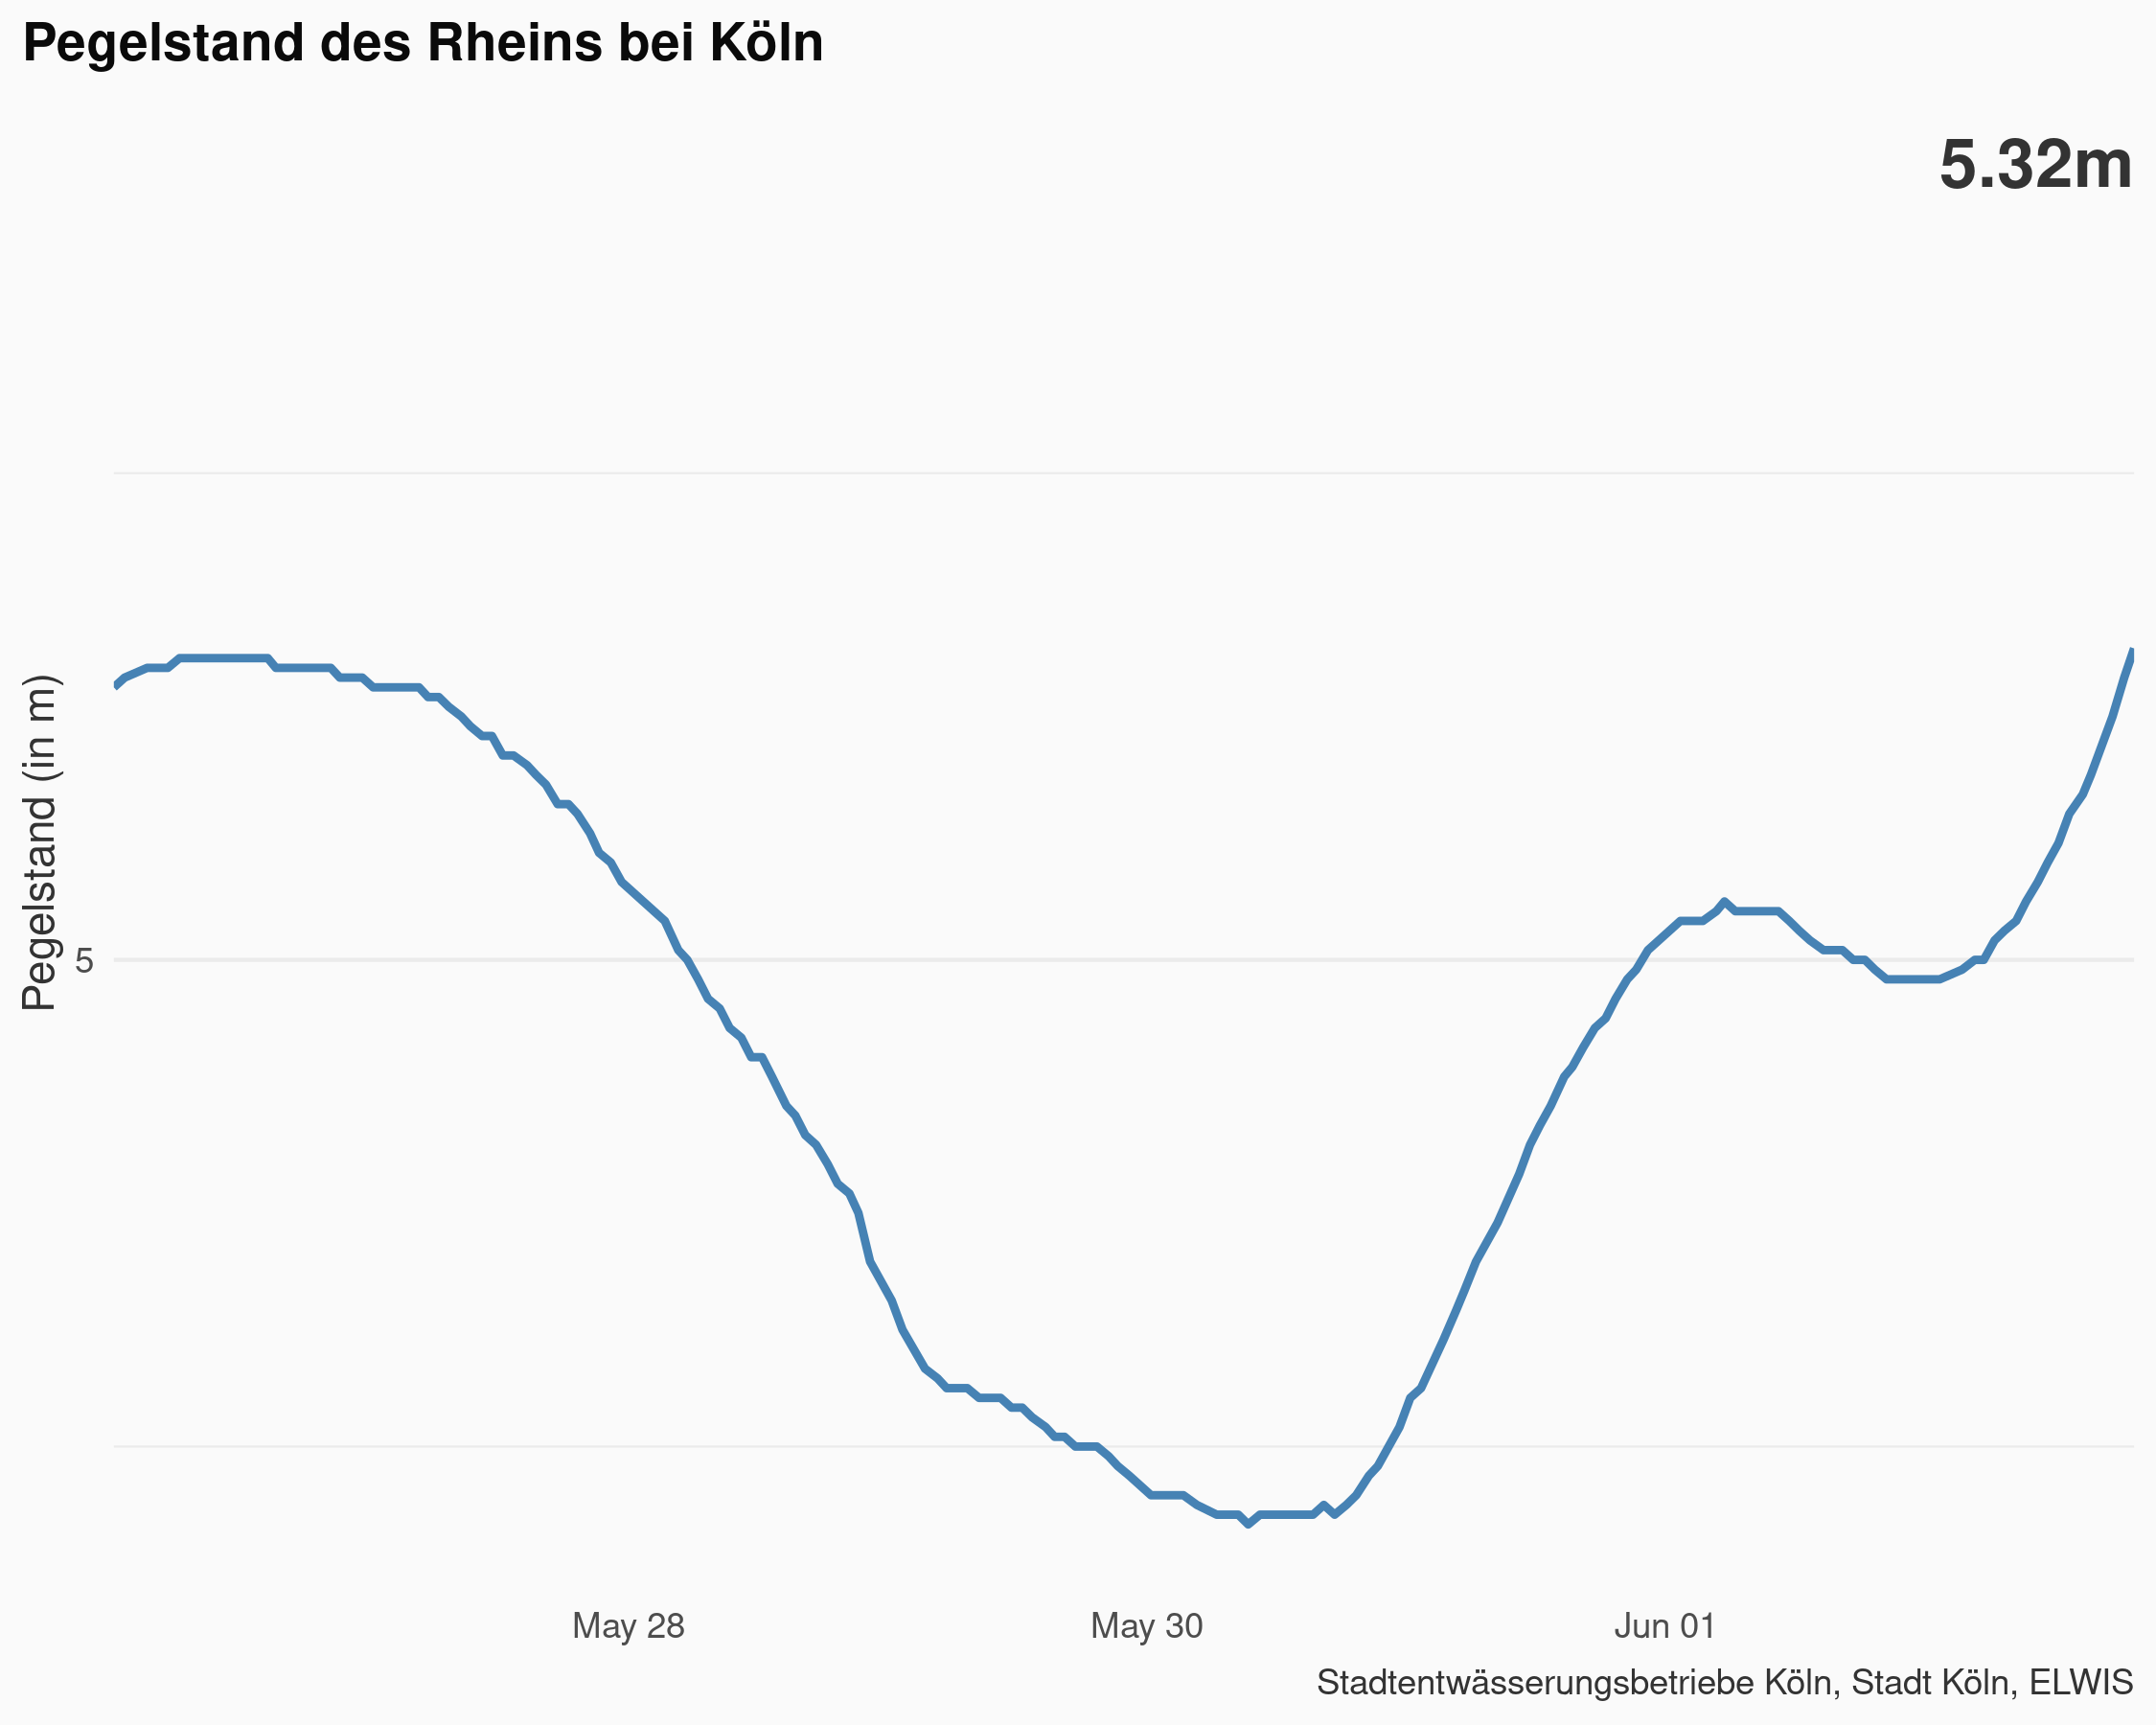 Pegelstand des Rheins bei Köln
5.32m
Pegelstand (in m)
5
May 28
May 30
Jun 01
Stadtentwässerungsbetriebe Köln, Stadt Köln, ELWIS